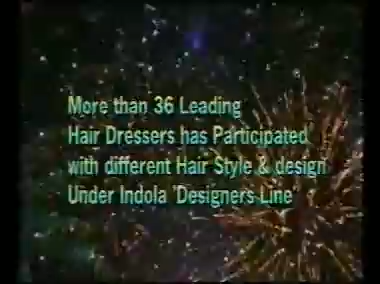 More than 36 Leading
Hair Dressers has Participated
with different Hair Style & design
Under Indola 'Designers Line'